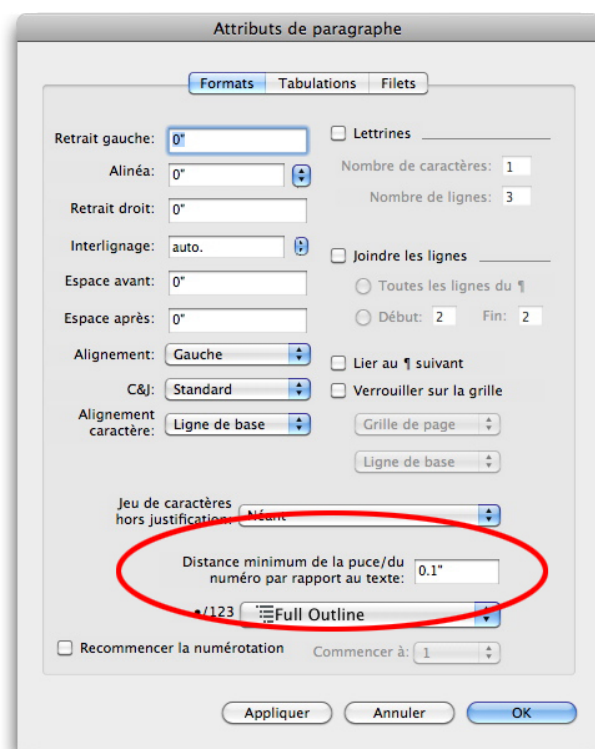 Attributs de paragraphe
Formats Tabulations Filets
Retrait gauche: 0"
Alinéa: 0"
Retrait droit: 0"
Interlignage: auto.
Espace avant: 0"
Espace après: 0"
Alignement: Gauche
C&J: Standard
Alignement
caractère: Ligne de base
Lettrines
Nombre de caractères: 1
Nombre de lignes: 3
Joindre les lignes
Toutes les lignes du ¶
Début: 2 Fin: 2
Lier au ¶ suivant
Verrouiller sur la grille
Grille de page
Ligne de base
Jeu de caractères
hors justification: Néant
Distance minimum de la puce/du
numéro par rapport au texte: 0.1"
•/123 Full Outline
Recommencer la numérotation Commencer à: 1
Appliquer Annuler OK